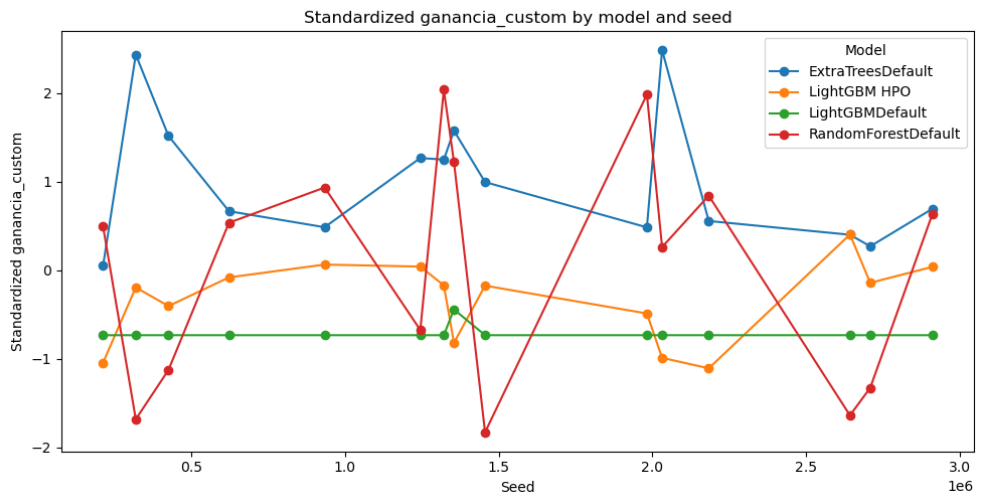 Standardized ganancia_custom by model and seed
Model
ExtraTreesDefault
LightGBM HPO
LightGBMDefault
RandomForestDefault
Standardized ganancia_custom
2
1
0
−1
−2
0.5
1.0
1.5
2.0
2.5
3.0
1e6
Seed